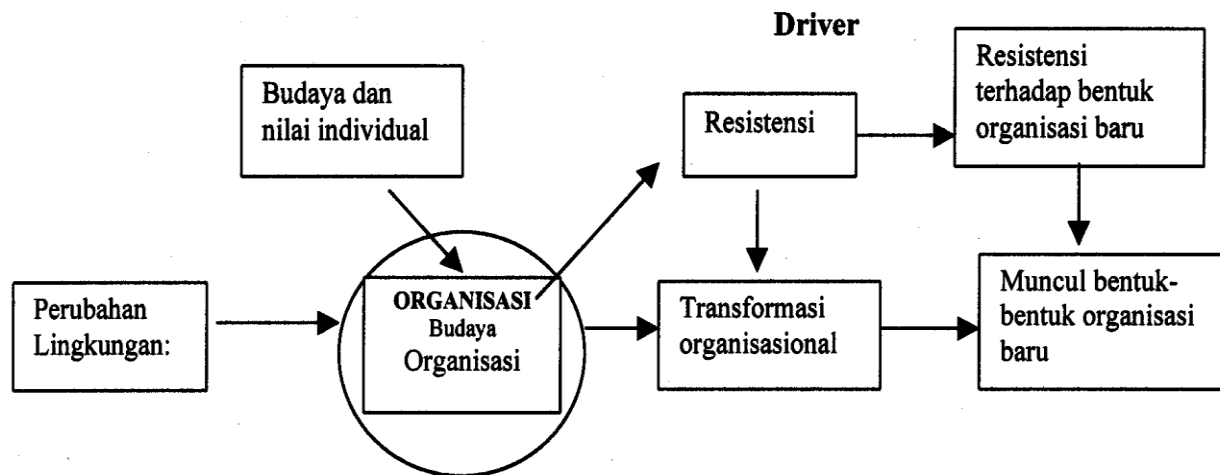 Driver
Budaya dan
nilai individual
Resistensi
Resistensi
terhadap bentuk
organisasi baru
Perubahan
Lingkungan:
ORGANISASI
Budaya
Organisasi
Transformasi
organisasional
Muncul bentuk-
bentuk organisasi
baru